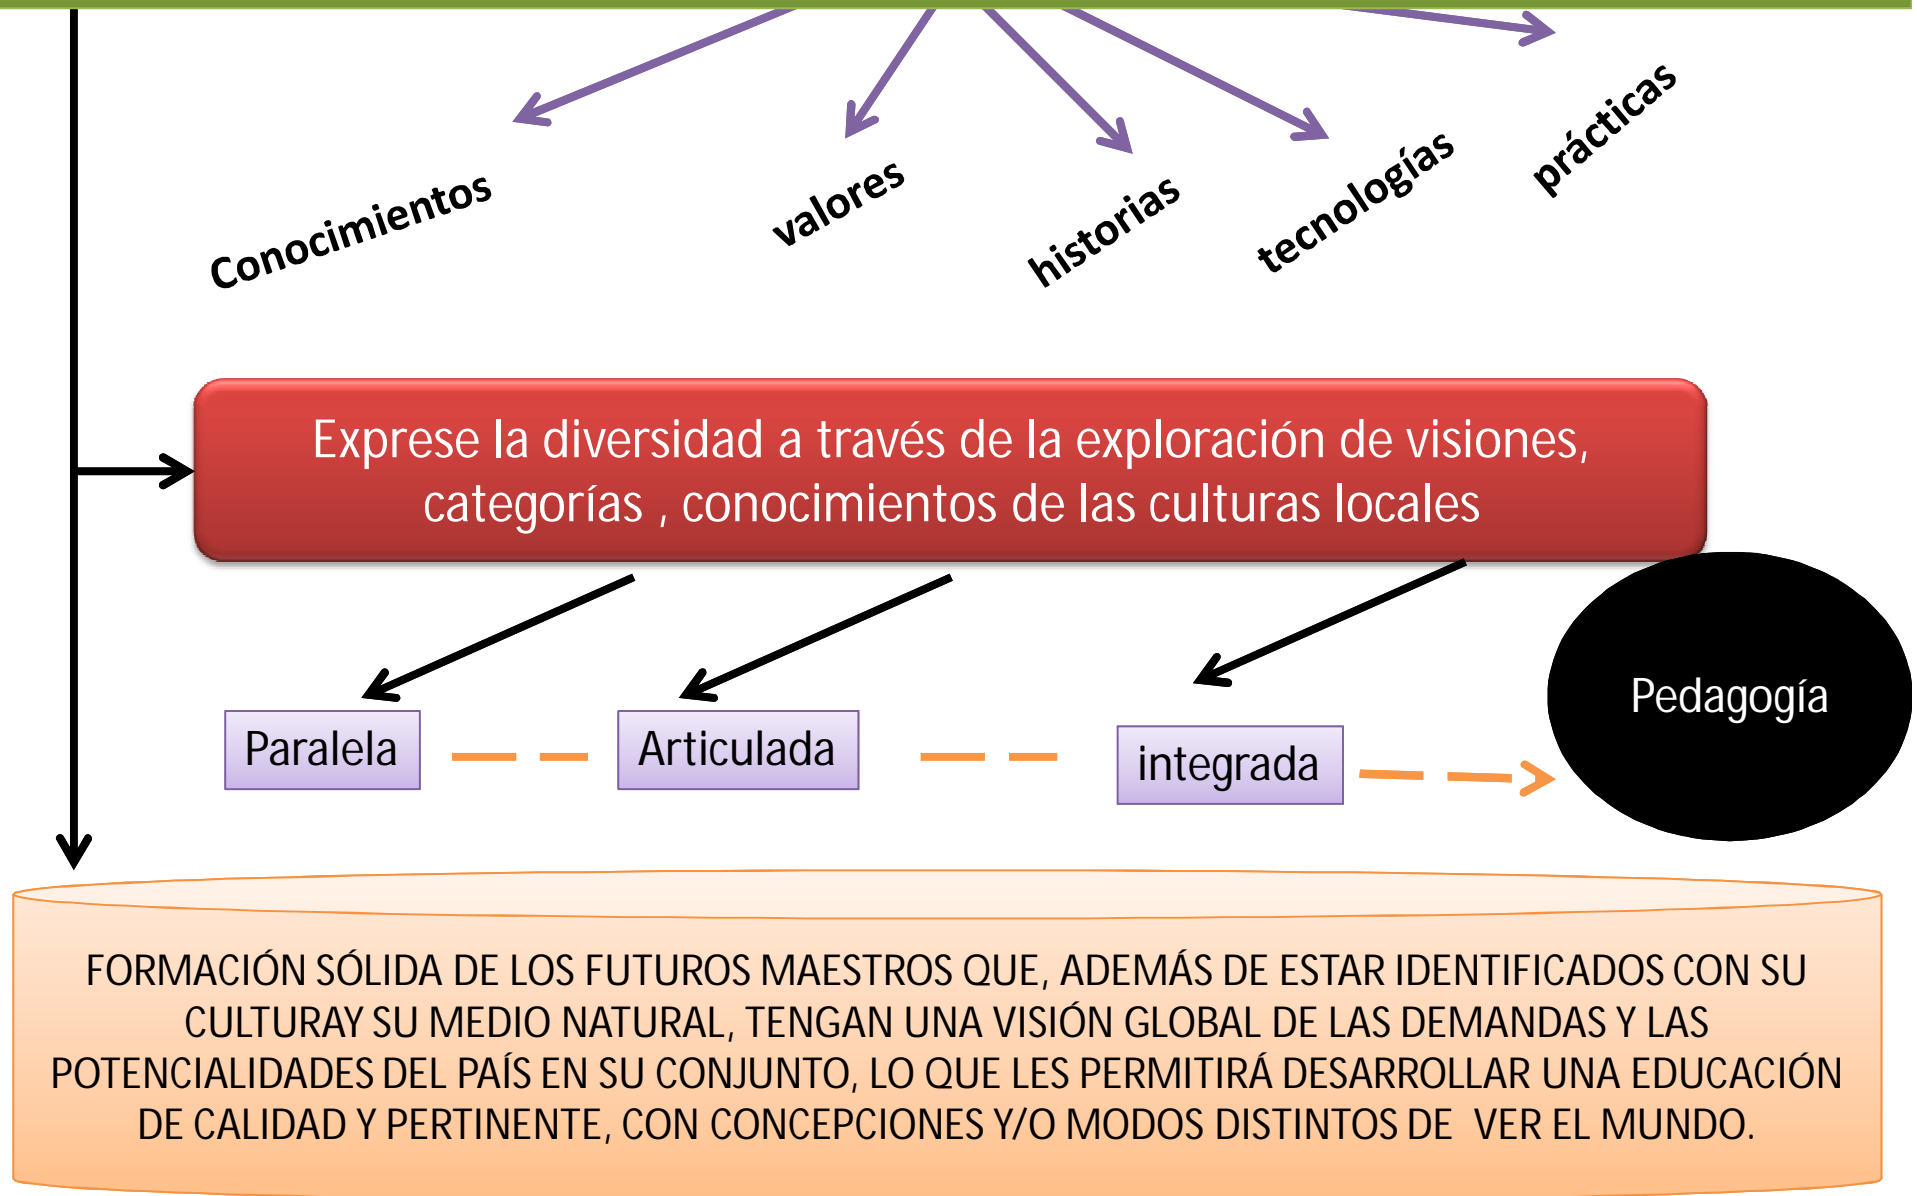 Conocimientos
valores
historias
tecnologías
prácticas
Exprese la diversidad a través de la exploración de visiones,
categorías , conocimientos de las culturas locales
Paralela
Articulada
integrada
Pedagogía
FORMACIÓN SÓLIDA DE LOS FUTUROS MAESTROS QUE, ADEMÁS DE ESTAR IDENTIFICADOS CON SU
CULTURAY SU MEDIO NATURAL, TENGAN UNA VISIÓN GLOBAL DE LAS DEMANDAS Y LAS
POTENCIALIDADES DEL PAÍS EN SU CONJUNTO, LO QUE LES PERMITIRÁ DESARROLLAR UNA EDUCACIÓN
DE CALIDAD Y PERTINENTE, CON CONCEPCIONES Y/O MODOS DISTINTOS DE VER EL MUNDO.